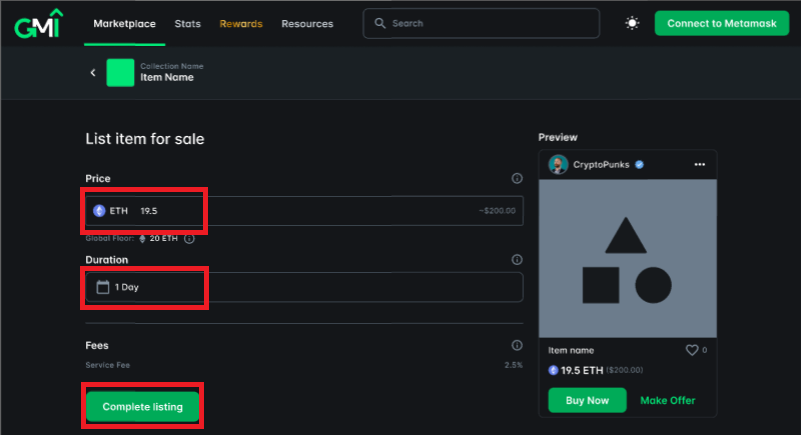 GMI Marketplace Stats Rewards Resources Search Connect to Metamask
Collection Name
Item Name
List item for sale
Preview
Price
CryptoPunks
ETH 19.5 ~$200.00
Global Floor: 20 ETH
Duration
1 Day
Fees
Service Fee 2.5%
Item name 0
19.5 ETH ($200.00)
Complete listing
Buy Now Make Offer